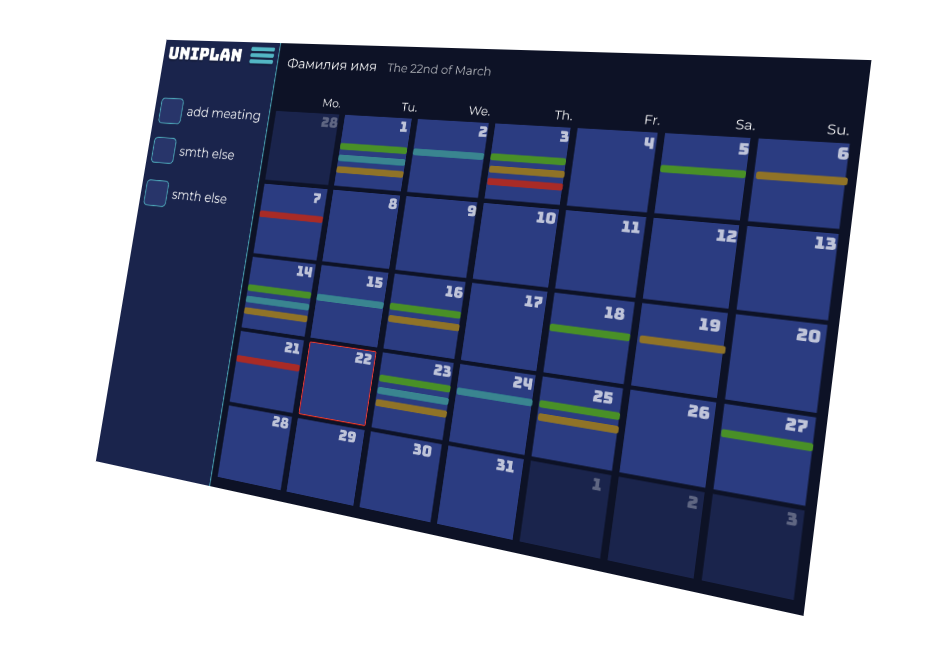 UNIPLAN
Фамилия имя The 22nd of March
add meating
smth else
smth else
Mo. Tu. We. Th. Fr. Sa. Su.
28 1 2 3 4 5 6
7 8 9 10 11 12 13
14 15 16 17 18 19 20
21 22 23 24 25 26 27
28 29 30 31 1 2 3